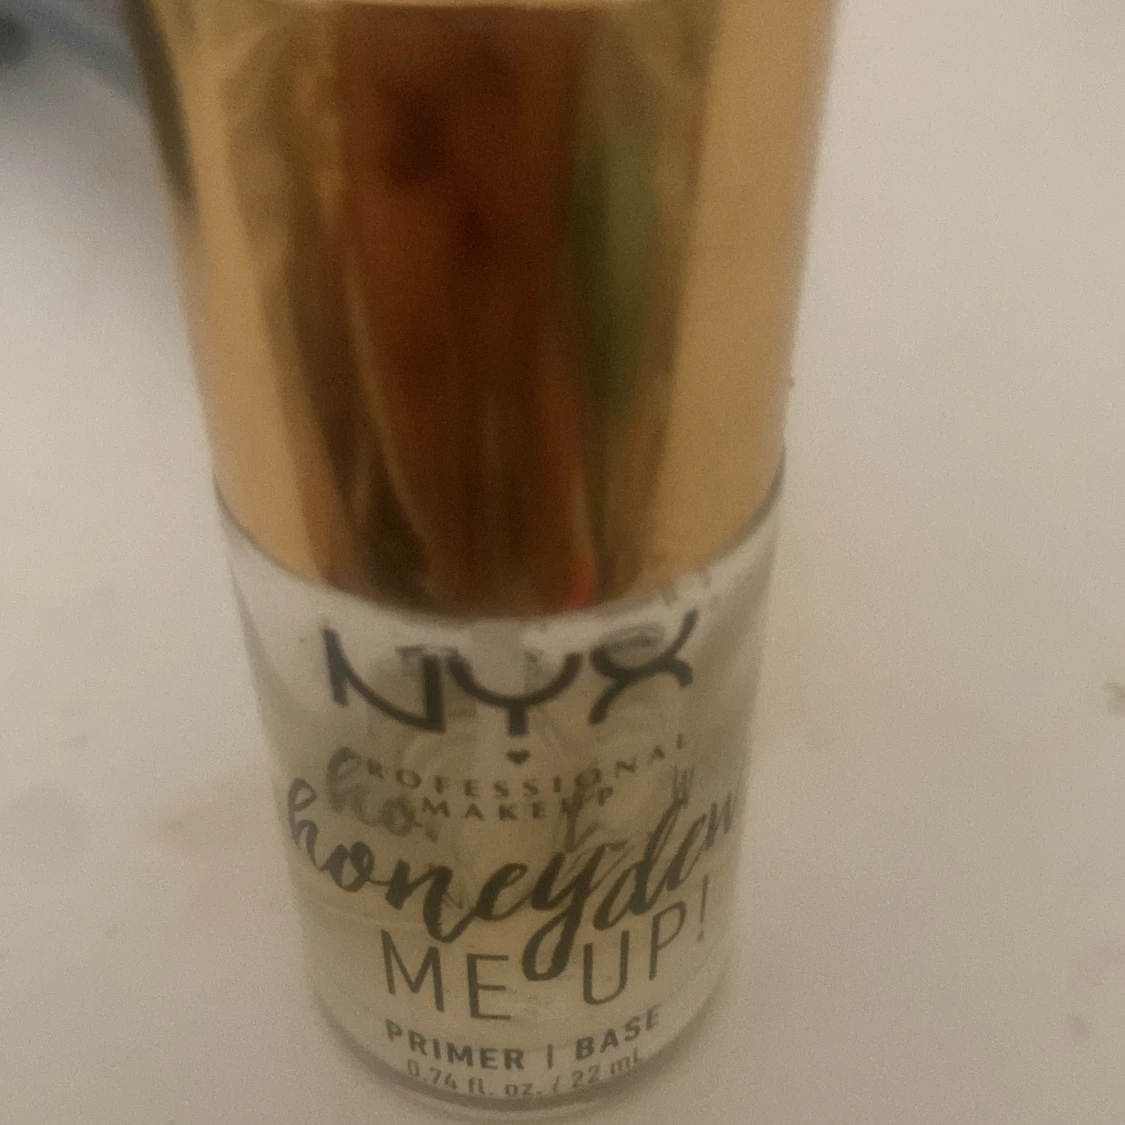 NYX
PROFESSIONAL
MAKEUP
honeydew
ME UP!
PRIMER | BASE
0.74 fl. oz. / 22 mL